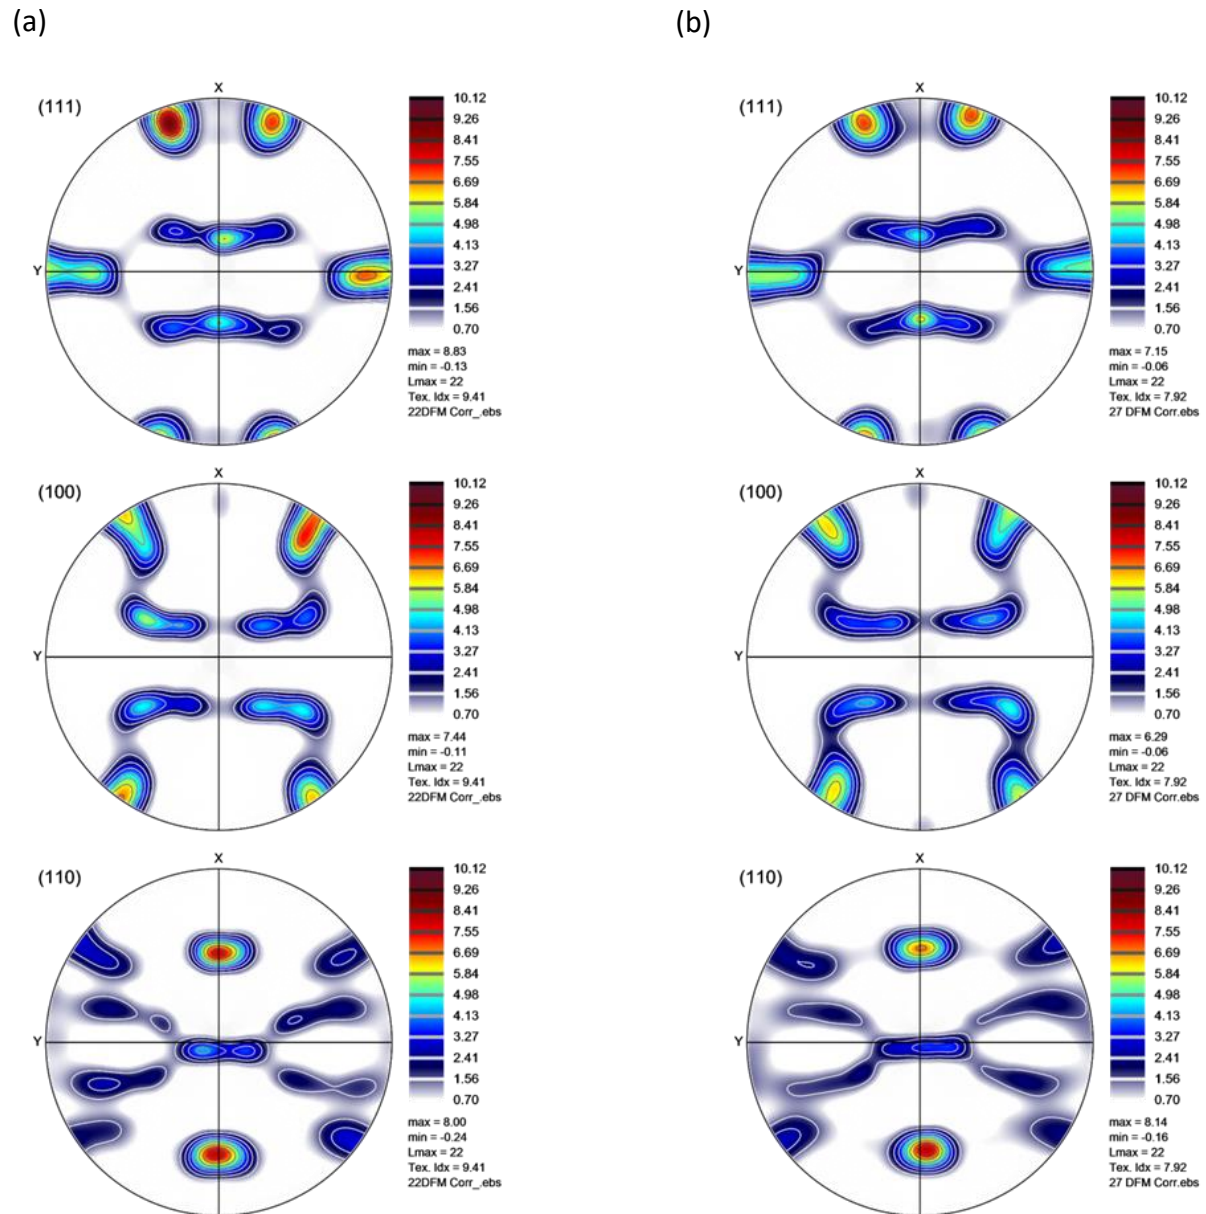 (a)
(b)
(111)
X
Y
10.12
9.26
8.41
7.55
6.69
5.84
4.98
4.13
3.27
2.41
1.56
0.70
max = 8.83
min = -0.13
Lmax = 22
Tex. Idx = 9.41
22DFM Corr_.ebs
(111)
X
Y
10.12
9.26
8.41
7.55
6.69
5.84
4.98
4.13
3.27
2.41
1.56
0.70
max = 7.15
min = -0.06
Lmax = 22
Tex. Idx = 7.92
27 DFM Corr.ebs
(100)
X
Y
10.12
9.26
8.41
7.55
6.69
5.84
4.98
4.13
3.27
2.41
1.56
0.70
max = 7.44
min = -0.11
Lmax = 22
Tex. Idx = 9.41
22DFM Corr_.ebs
(100)
X
Y
10.12
9.26
8.41
7.55
6.69
5.84
4.98
4.13
3.27
2.41
1.56
0.70
max = 6.29
min = -0.06
Lmax = 22
Tex. Idx = 7.92
27 DFM Corr.ebs
(110)
X
Y
10.12
9.26
8.41
7.55
6.69
5.84
4.98
4.13
3.27
2.41
1.56
0.70
max = 8.00
min = -0.24
Lmax = 22
Tex. Idx = 9.41
22DFM Corr_.ebs
(110)
X
Y
10.12
9.26
8.41
7.55
6.69
5.84
4.98
4.13
3.27
2.41
1.56
0.70
max = 8.14
min = -0.16
Lmax = 22
Tex. Idx = 7.92
27 DFM Corr.ebs